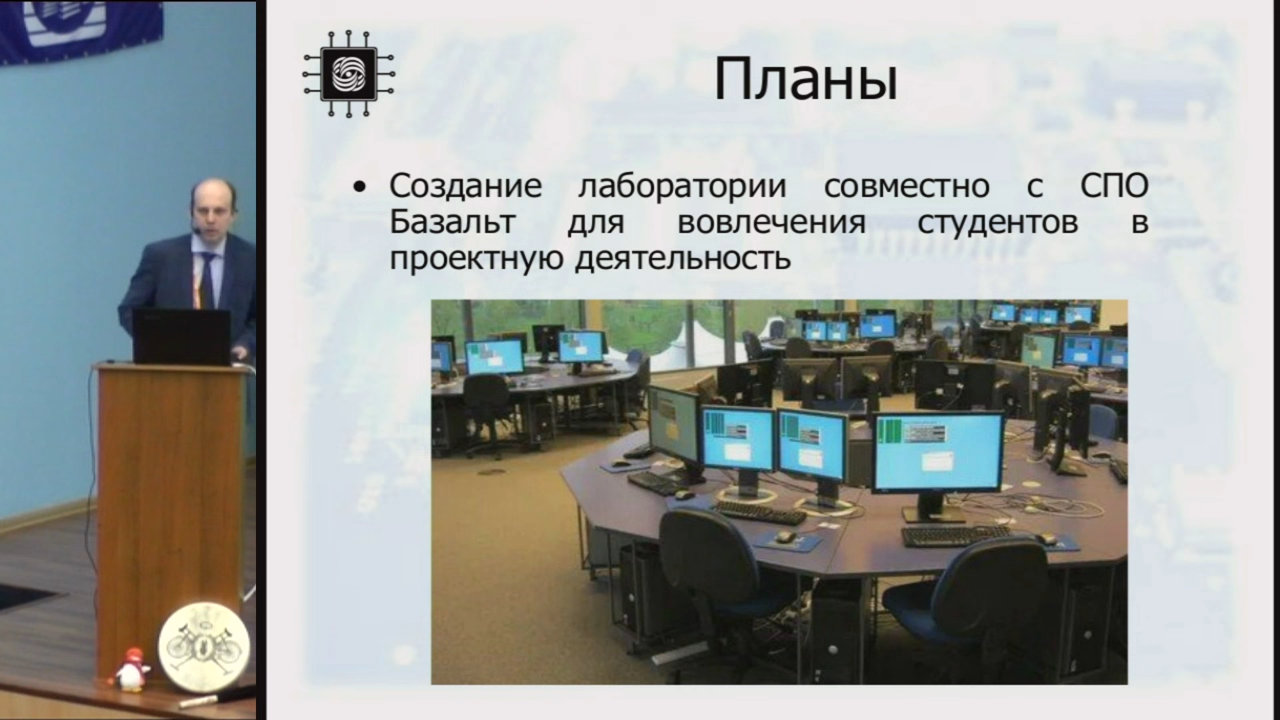 Планы
• Создание лаборатории совместно с СПО
Базальт для вовлечения студентов в
проектную деятельность